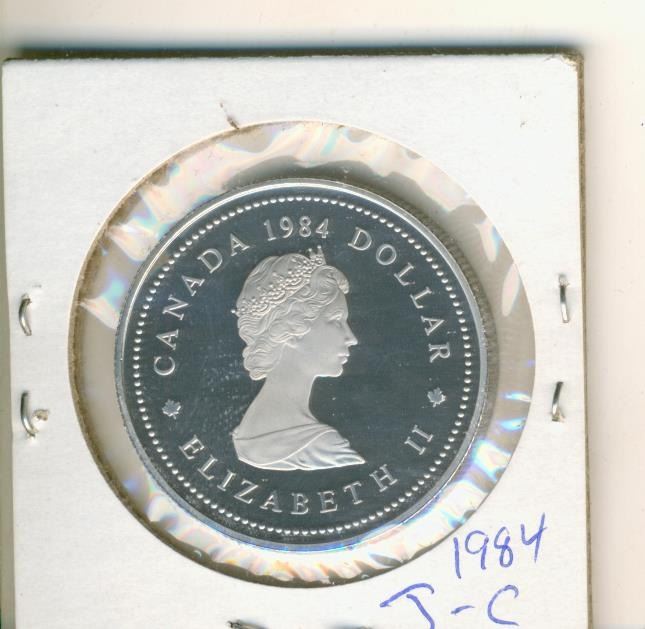 CANADA 1984 DOLLAR
ELIZABETH II
1984
J-C